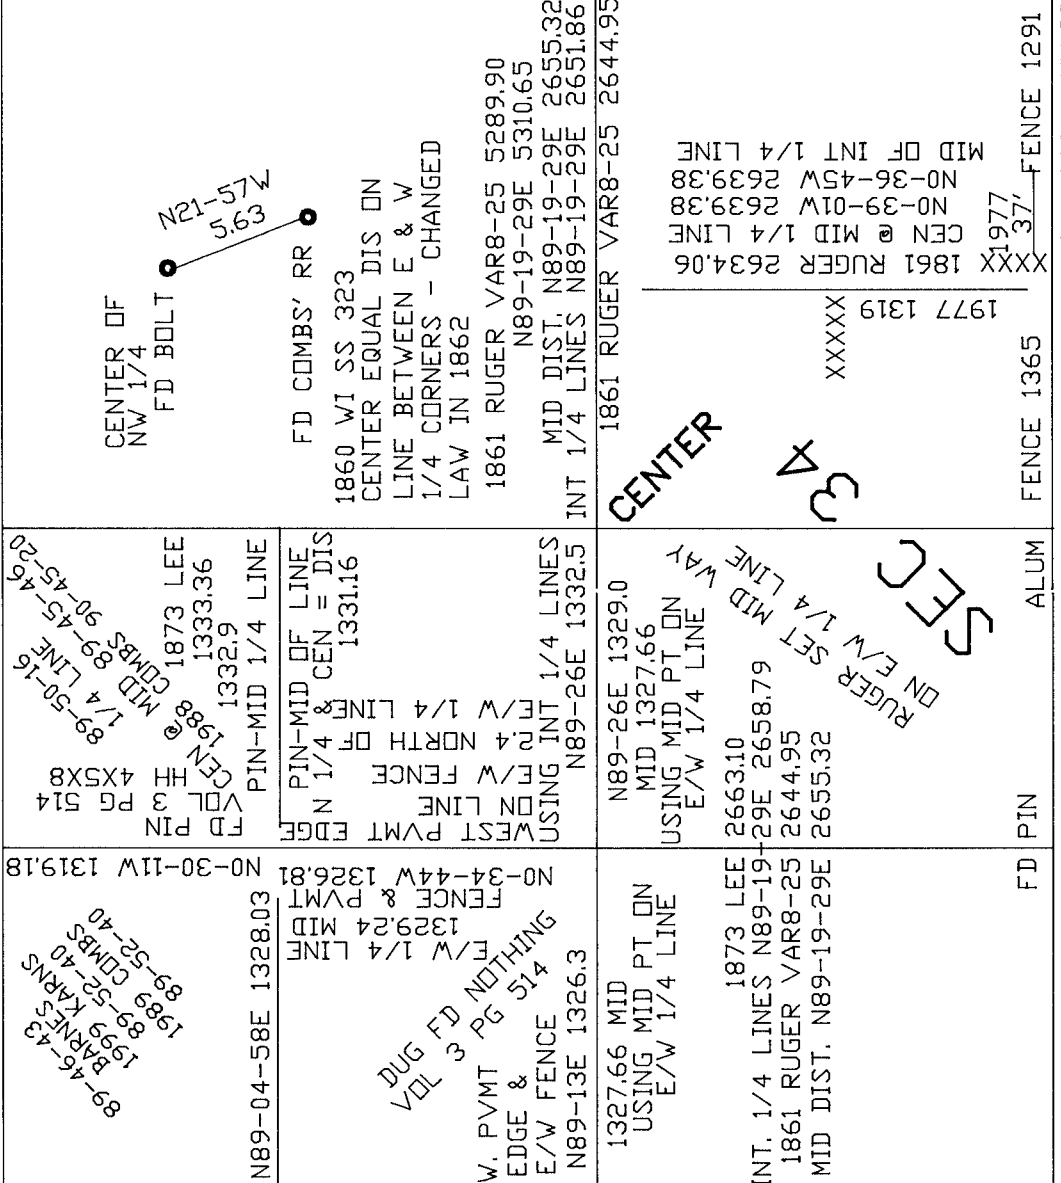 CENTER OF
NW 1/4
FD BOLT
N21-57W
5.63
FD COMBS' RR
1860 WI SS 323
CENTER EQUAL DIS ON
LINE BETWEEN E & W
1/4 CORNERS - CHANGED
LAW IN 1862
1861 RUGER VAR8-25 5289.90
N89-19-29E 5310.65
MID DIST. N89-19-29E 2655.32
INT 1/4 LINES N89-19-29E 2651.86
1861 RUGER VAR8-25 2644.95
CENTER
SEC 34
XXXXX
1977 1319
XXXX
1861 RUGER 2634.06
CEN @ MID 1/4 LINE
N0-39-01W 2639.38
N0-36-45W 2639.38
MID OF INT 1/4 LINE
1977
37'
FENCE 1365
FENCE 1291
89-50-16
1/4 LINE
CEN @ MID
89-45-46
1988 COMBS
90-45-20
1873 LEE
1333.36
1332.9
PIN-MID 1/4 LINE
FD PIN
VOL 3 PG 514
HH 4X5X8
PIN-MID OF LINE
N 1/4 & CEN = DIS
1331.16
WEST PVMT EDGE
ON LINE
E/W FENCE
2.4 NORTH OF
E/W 1/4 LINE
USING INT 1/4 LINES
N89-26E 1332.5
N89-26E 1329.0
MID 1327.66
USING MID PT ON
E/W 1/4 LINE
RUGER SET MID WAY
ON E/W 1/4 LINE
1873 LEE 2663.10
INT. 1/4 LINES N89-19-29E 2658.79
1861 RUGER VAR8-25 2644.95
MID DIST. N89-19-29E 2655.32
FD PIN
ALUM
89-46-43
BARNES
1999 KARNS
89-52-40
1989 COMBS
89-52-40
N89-04-58E 1328.03
N0-30-11W 1319.18
N0-34-44W 1326.81
FENCE & PVMT
1329.24 MID
E/W 1/4 LINE
DUG FD NOTHING
VOL 3 PG 514
W. PVMT
EDGE &
E/W FENCE
N89-13E 1326.3
1327.66 MID
USING MID PT ON
E/W 1/4 LINE